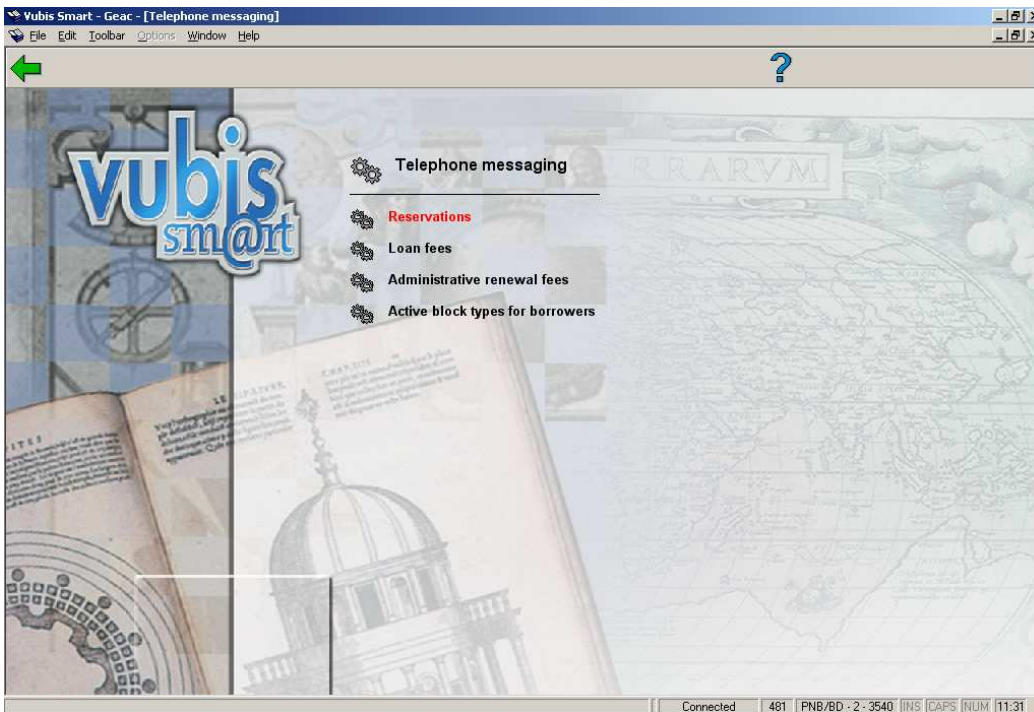 Vubis Smart - Geac - [Telephone messaging]
File Edit Toolbar Options Window Help
?
vubis
sm@rt
Telephone messaging
Reservations
Loan fees
Administrative renewal fees
Active block types for borrowers
Connected 481 PNB/BD - 2 - 3540 INS CAPS NUM 11:31